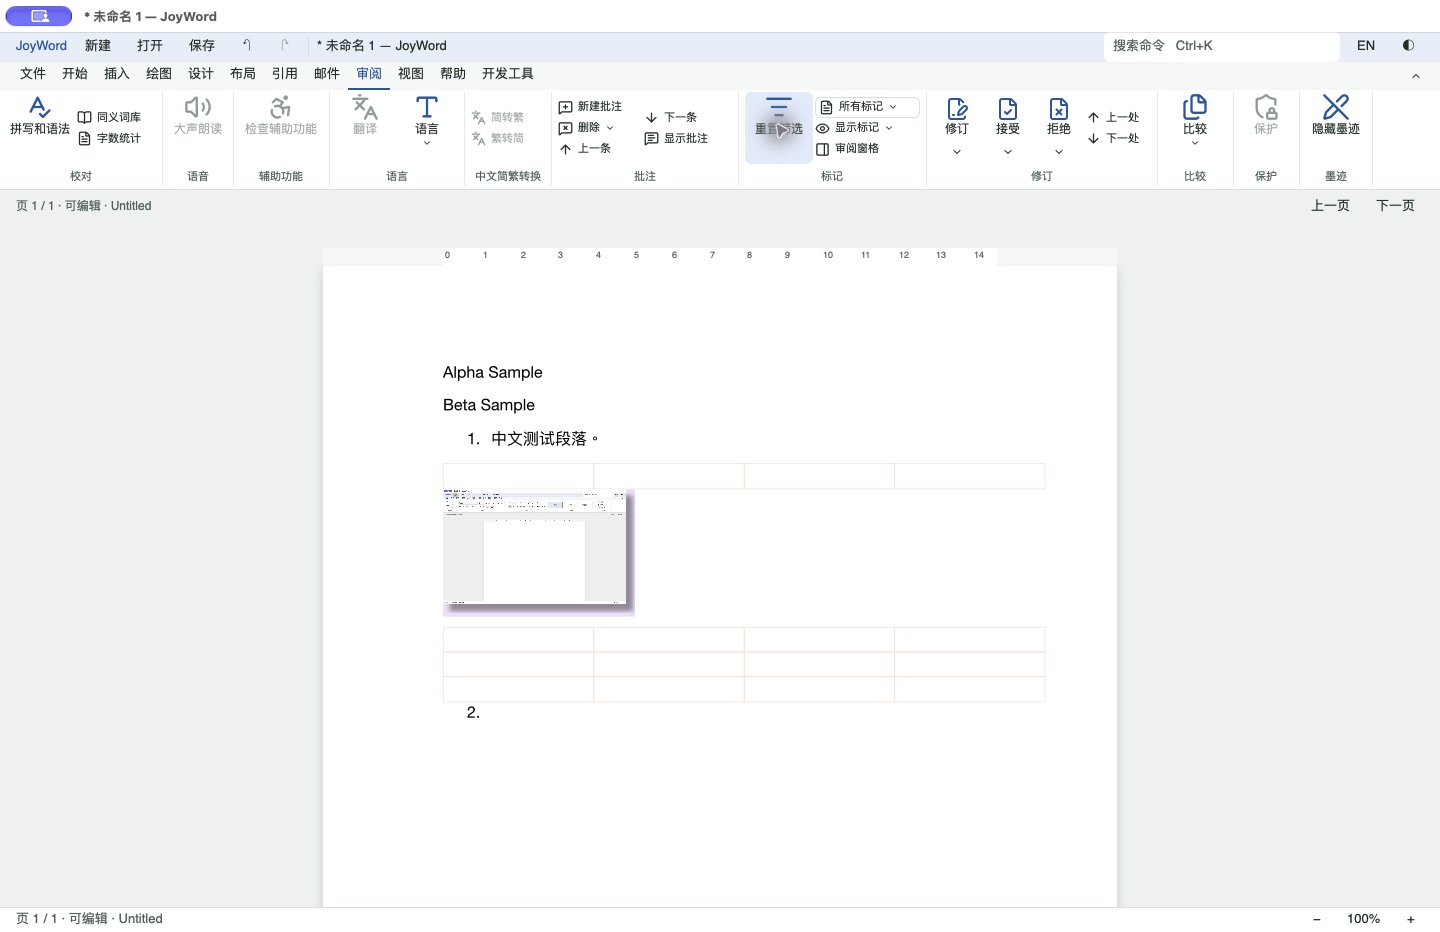 * 未命名 1 — JoyWord
JoyWord 新建 打开 保存 * 未命名 1 — JoyWord 搜索命令 Ctrl+K EN
文件 开始 插入 绘图 设计 布局 引用 邮件 审阅 视图 帮助 开发工具
拼写和语法 同义词库 字数统计 校对
大声朗读 语音
检查辅助功能 辅助功能
翻译 语言 语言
简转繁 繁转简 中文简繁转换
新建批注 删除 上一条 下一条 显示批注 批注
所有标记 显示标记 审阅窗格 标记
修订 接受 拒绝 上一处 下一处 修订
比较 比较
保护 保护
隐藏墨迹 墨迹
页 1 / 1 · 可编辑 · Untitled 上一页 下一页
0 1 2 3 4 5 6 7 8 9 10 11 12 13 14
Alpha Sample
Beta Sample
1. 中文测试段落。
2.
页 1 / 1 · 可编辑 · Untitled − 100% +